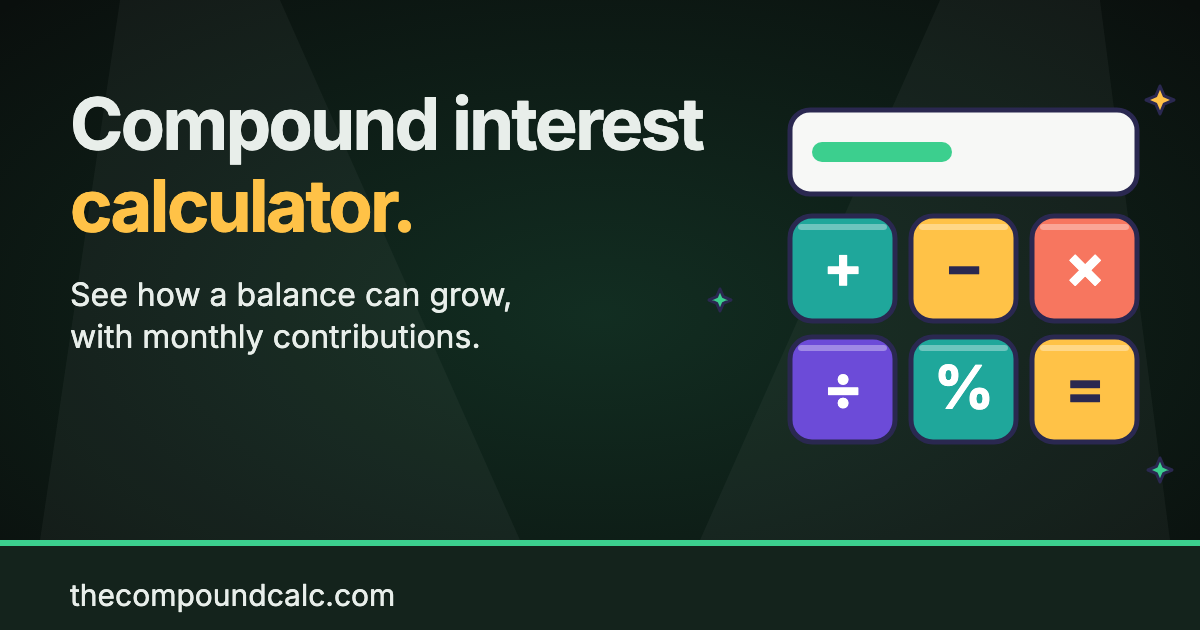 Compound interest
calculator.
See how a balance can grow,
with monthly contributions.
+ − ×
÷ % =
thecompoundcalc.com